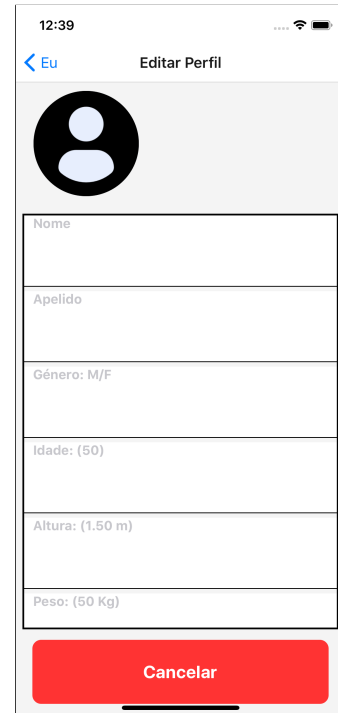 12:39
Eu
Editar Perfil
Nome
Apelido
Género: M/F
Idade: (50)
Altura: (1.50 m)
Peso: (50 Kg)
Cancelar